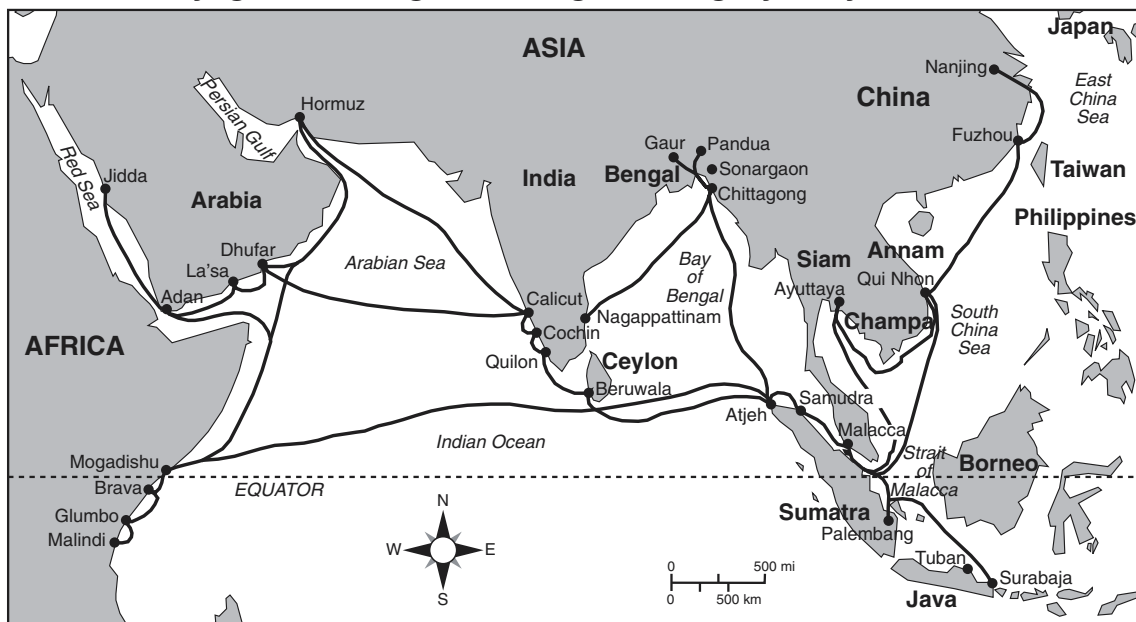 ASIA
Japan
Nanjing
East
China
Sea
China
Hormuz
Persian Gulf
Fuzhou
Gaur
Pandua
Red Sea
Jidda
India
Bengal
Sonargaon
Taiwan
Arabia
Chittagong
Philippines
Dhufar
Arabian Sea
Bay
of
Bengal
Siam
Annam
La'sa
Qui Nhon
Adan
Ayuttaya
Calicut
Nagappattinam
Champa
South
China
Sea
AFRICA
Cochin
Quilon
Ceylon
Beruwala
Samudra
Atjeh
Malacca
Indian Ocean
Strait
of
Malacca
Mogadishu
Borneo
Brava
EQUATOR
N
W
E
S
Glumbo
Sumatra
Palembang
Malindi
Tuban
0
500 mi
0
500 km
Surabaja
Java